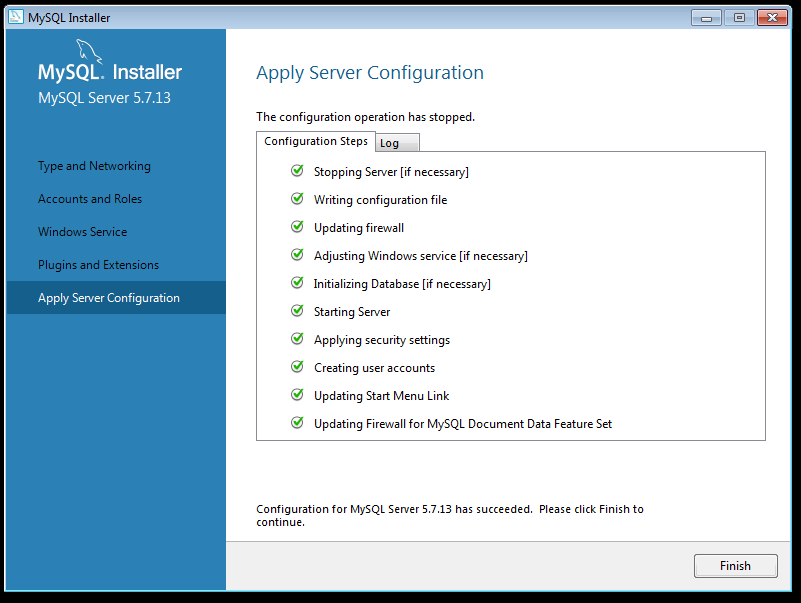 MySQL Installer
MySQL. Installer
MySQL Server 5.7.13
Type and Networking
Accounts and Roles
Windows Service
Plugins and Extensions
Apply Server Configuration
Apply Server Configuration
The configuration operation has stopped.
Configuration Steps Log
Stopping Server [if necessary]
Writing configuration file
Updating firewall
Adjusting Windows service [if necessary]
Initializing Database [if necessary]
Starting Server
Applying security settings
Creating user accounts
Updating Start Menu Link
Updating Firewall for MySQL Document Data Feature Set
Configuration for MySQL Server 5.7.13 has succeeded.  Please click Finish to
continue.
Finish